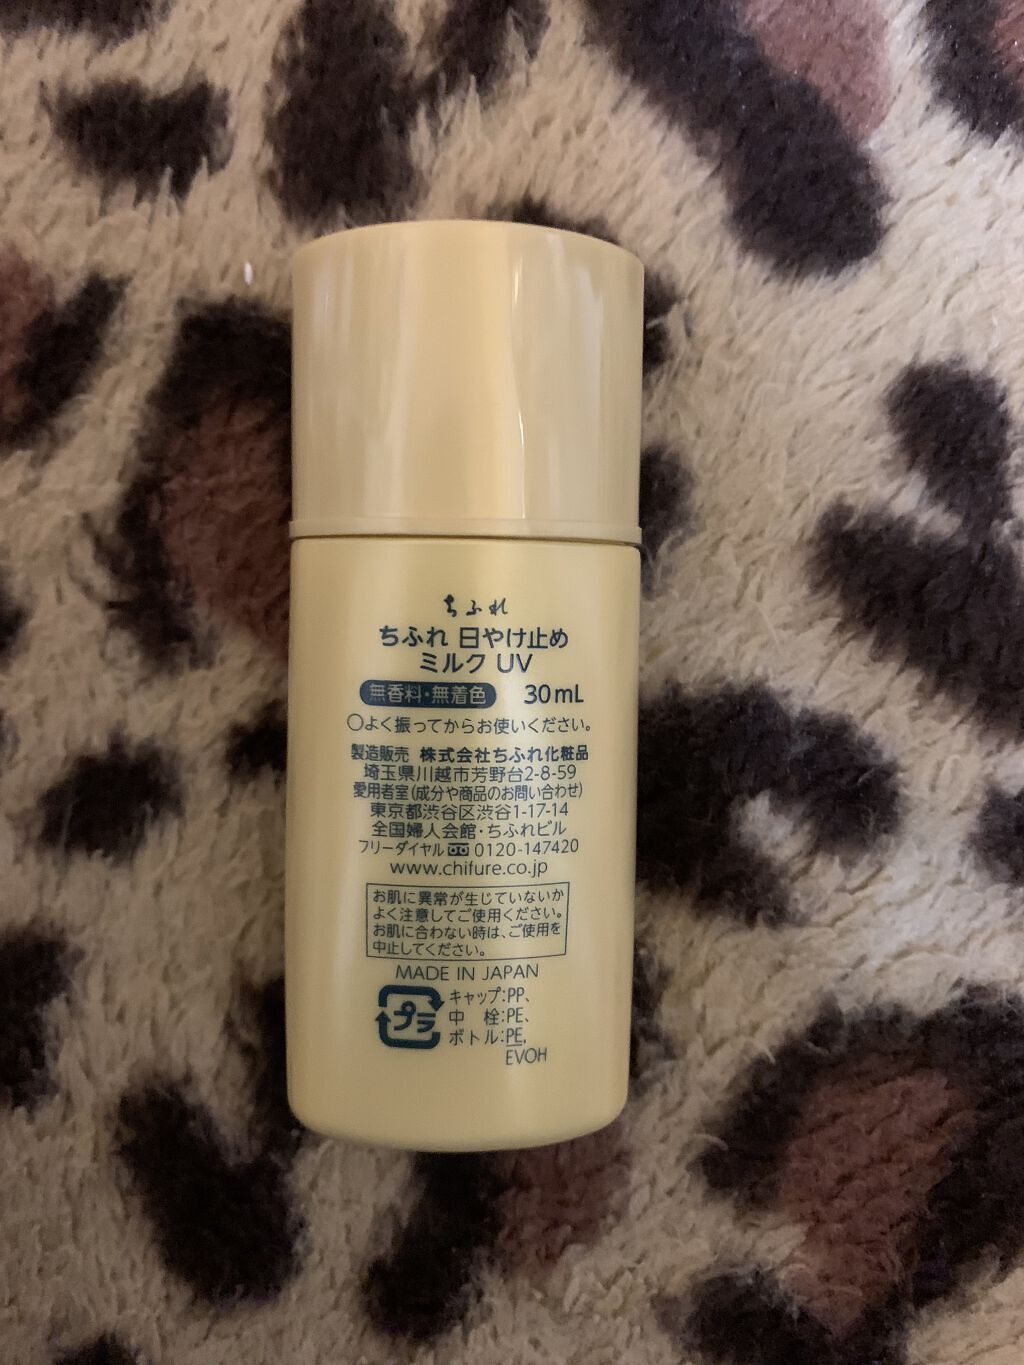 ちふれ
ちふれ 日やけ止め
ミルク UV
無香料・無着色 30mL
○よく振ってからお使いください。
製造販売 株式会社ちふれ化粧品
埼玉県川越市芳野台2-8-59
愛用者室(成分や商品のお問い合わせ)
東京都渋谷区渋谷1-17-14
全国婦人会館・ちふれビル
フリーダイヤル 0120-147420
www.chifure.co.jp
お肌に異常が生じていないか
よく注意してご使用ください。
お肌に合わない時は、ご使用を
中止してください。
MADE IN JAPAN
プラ
キャップ:PP、
中 栓:PE、
ボトル:PE,
EVOH